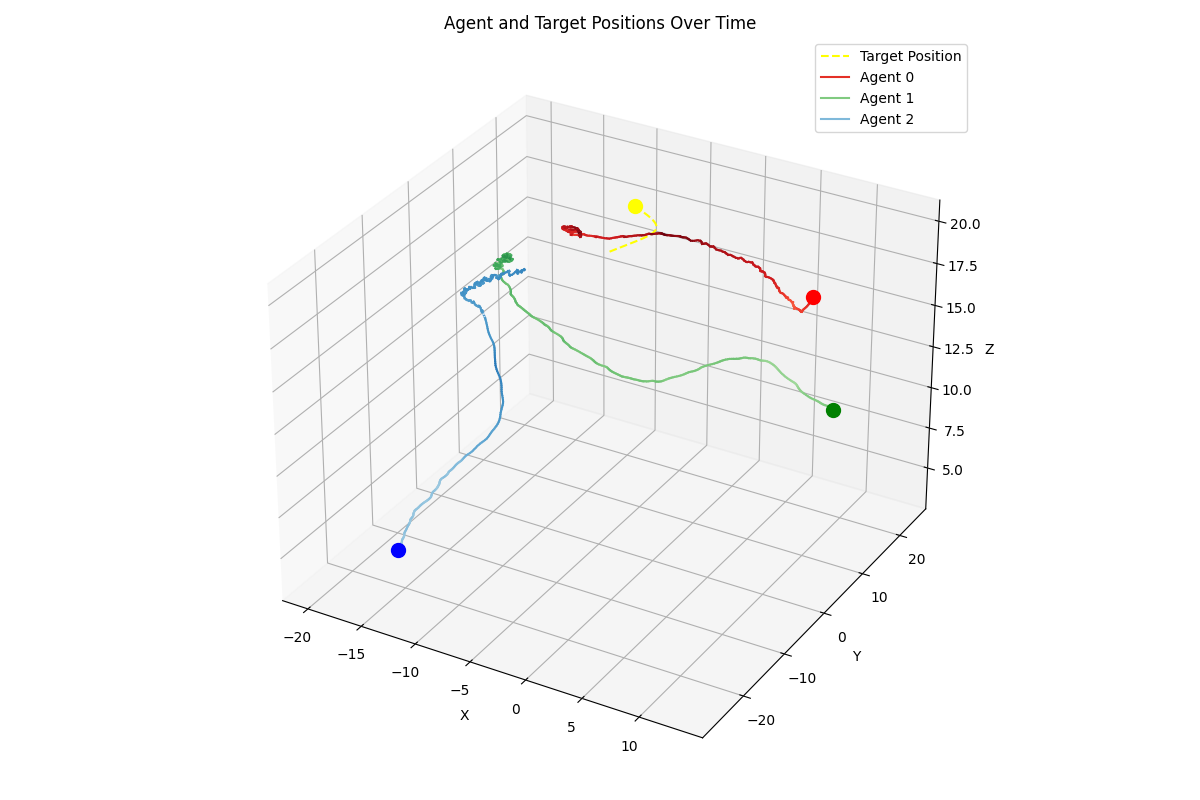 Agent and Target Positions Over Time
Target Position
Agent 0
Agent 1
Agent 2
20.0
17.5
15.0
12.5
10.0
7.5
5.0
Z
20
10
0
−10
−20
Y
−20
−15
−10
−5
0
5
10
X